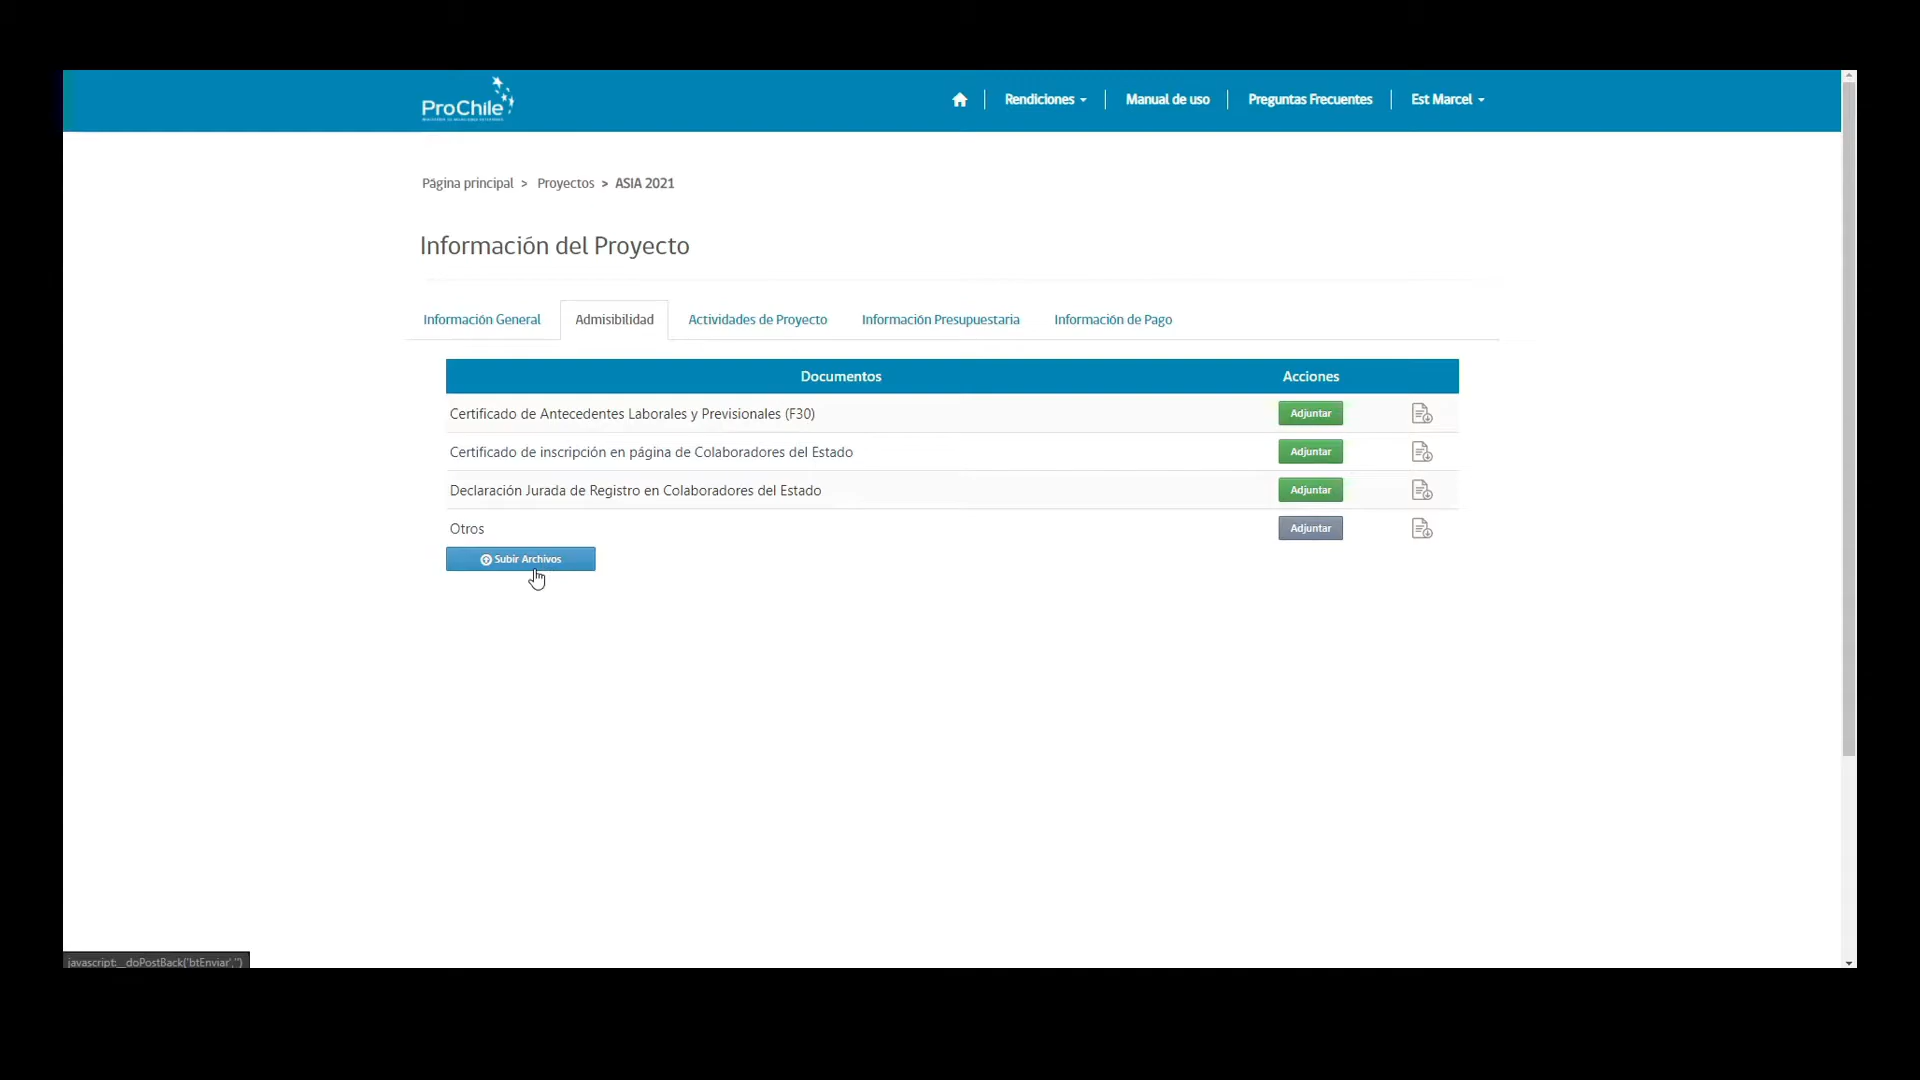 ProChile
Rendiciones
Manual de uso
Preguntas Frecuentes
Est Marcel
Página principal > Proyectos > ASIA 2021
Información del Proyecto
Información General
Admisibilidad
Actividades de Proyecto
Información Presupuestaria
Información de Pago
Documentos
Acciones
Certificado de Antecedentes Laborales y Previsionales (F30)
Adjuntar
Certificado de inscripción en página de Colaboradores del Estado
Adjuntar
Declaración Jurada de Registro en Colaboradores del Estado
Adjuntar
Otros
Adjuntar
Subir Archivos
javascript:__doPostBack('btEnviar','')